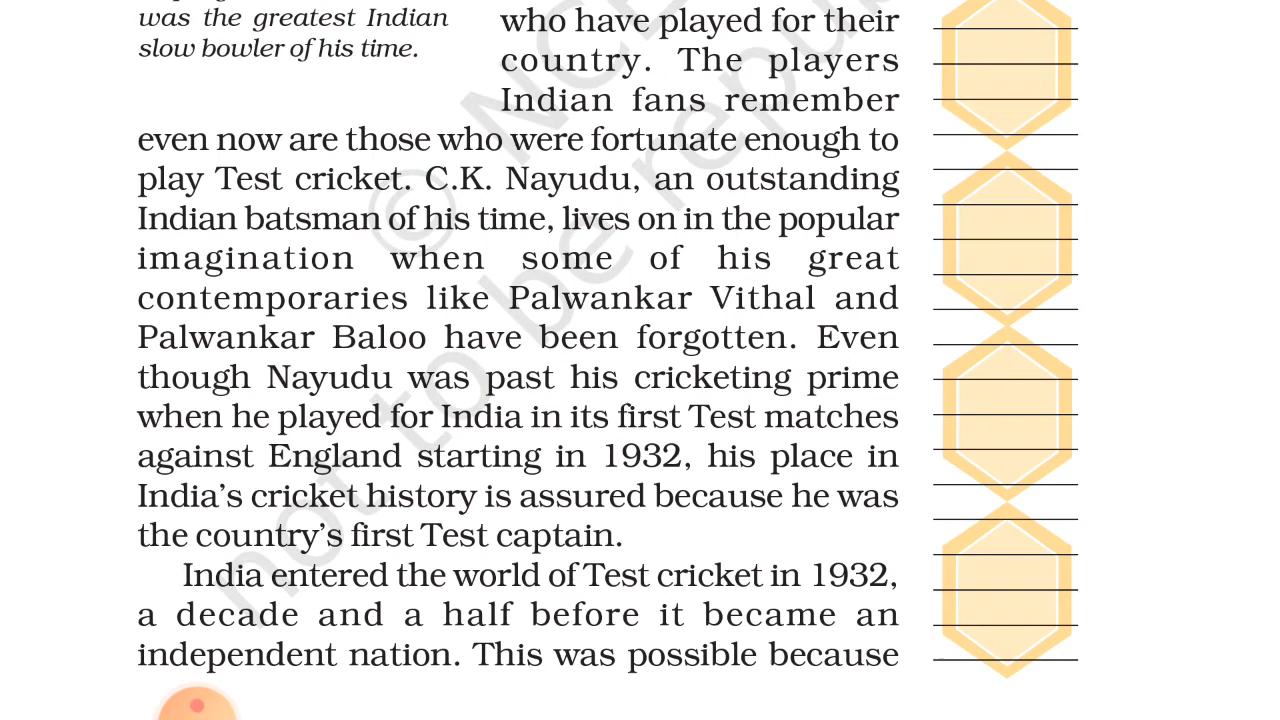 was the greatest Indian
slow bowler of his time.
who have played for their
country. The players
Indian fans remember
even now are those who were fortunate enough to
play Test cricket. C.K. Nayudu, an outstanding
Indian batsman of his time, lives on in the popular
imagination when some of his great
contemporaries like Palwankar Vithal and
Palwankar Baloo have been forgotten. Even
though Nayudu was past his cricketing prime
when he played for India in its first Test matches
against England starting in 1932, his place in
India’s cricket history is assured because he was
the country’s first Test captain.
India entered the world of Test cricket in 1932,
a decade and a half before it became an
independent nation. This was possible because
not to be repub
© NCE